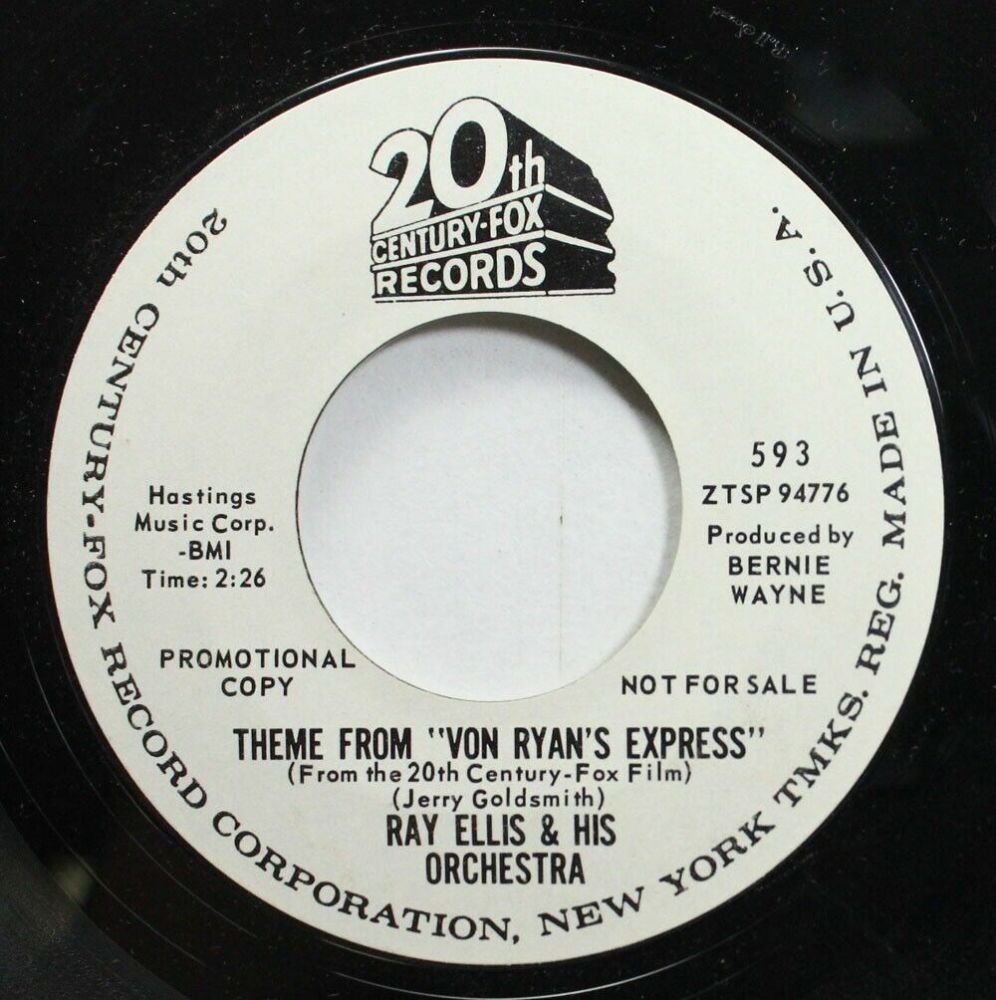 20th
CENTURY-FOX
RECORDS
20th CENTURY-FOX RECORD CORPORATION, NEW YORK TMKS. REG. MADE IN U.S.A.
Hastings
Music Corp.
-BMI
Time: 2:26
593
ZTSP 94776
Produced by
BERNIE
WAYNE
PROMOTIONAL
COPY
NOT FOR SALE
THEME FROM "VON RYAN'S EXPRESS"
(From the 20th Century-Fox Film)
(Jerry Goldsmith)
RAY ELLIS & HIS
ORCHESTRA